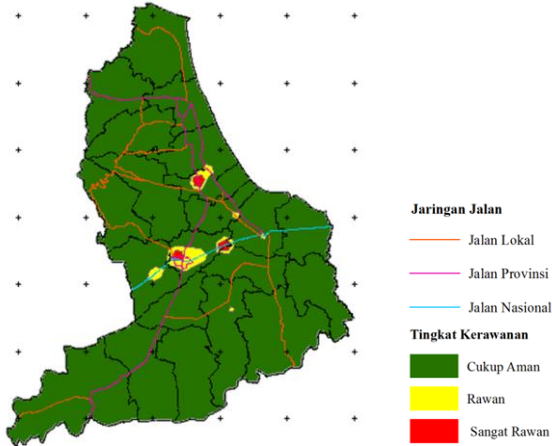 Jaringan Jalan
Jalan Lokal
Jalan Provinsi
Jalan Nasional
Tingkat Kerawanan
Cukup Aman
Rawan
Sangat Rawan